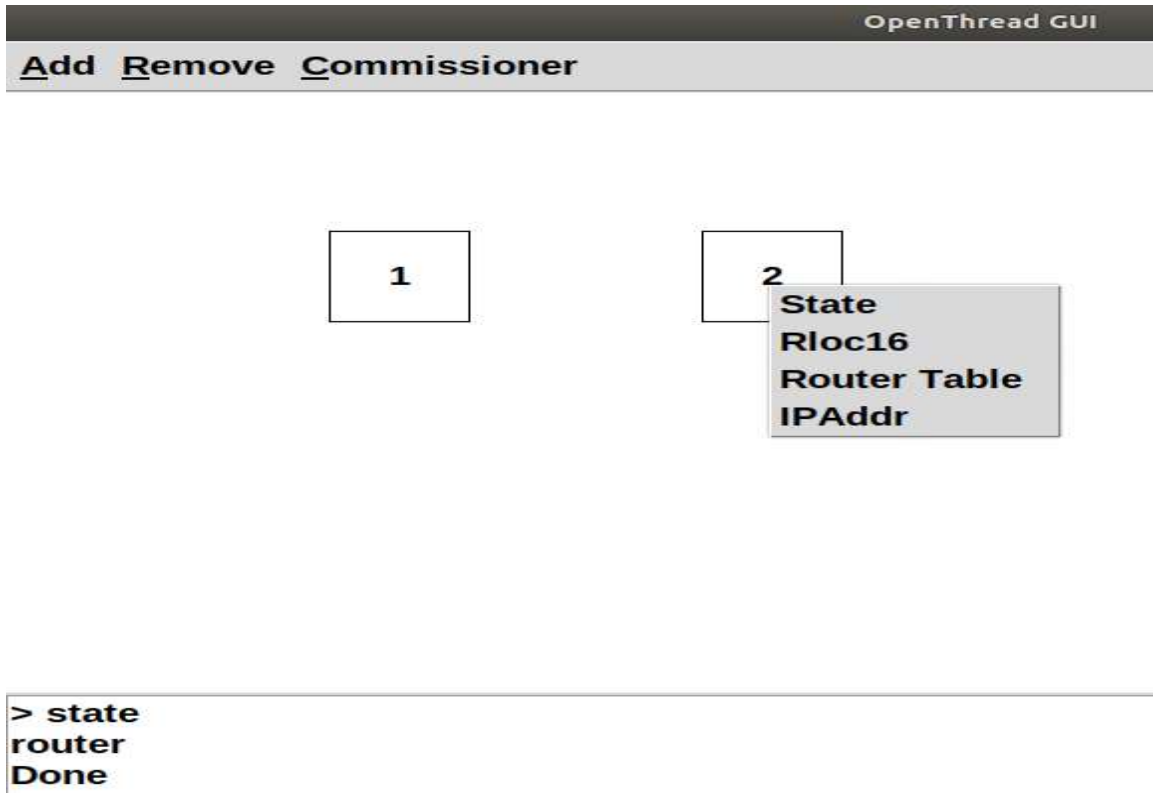 OpenThread GUI
Add Remove Commissioner
1
2
State
Rloc16
Router Table
IPAddr
> state
router
Done